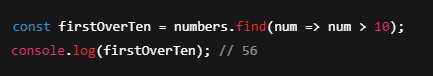 const firstOverTen = numbers.find(num => num > 10);
console.log(firstOverTen); // 56